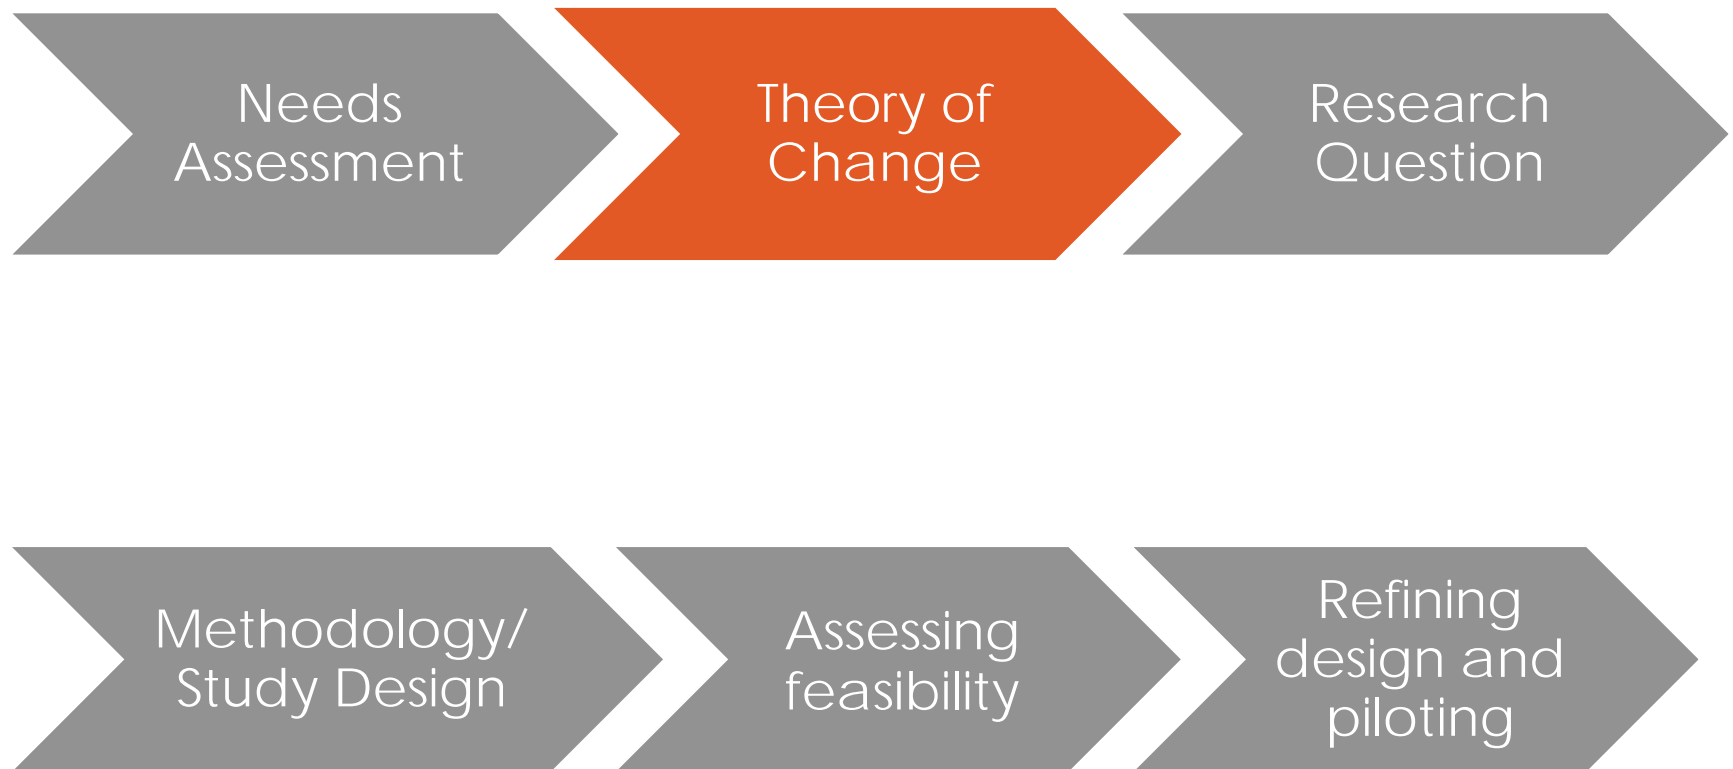 Needs
Assessment
Theory of
Change
Research
Question
Methodology/
Study Design
Assessing
feasibility
Refining
design and
piloting